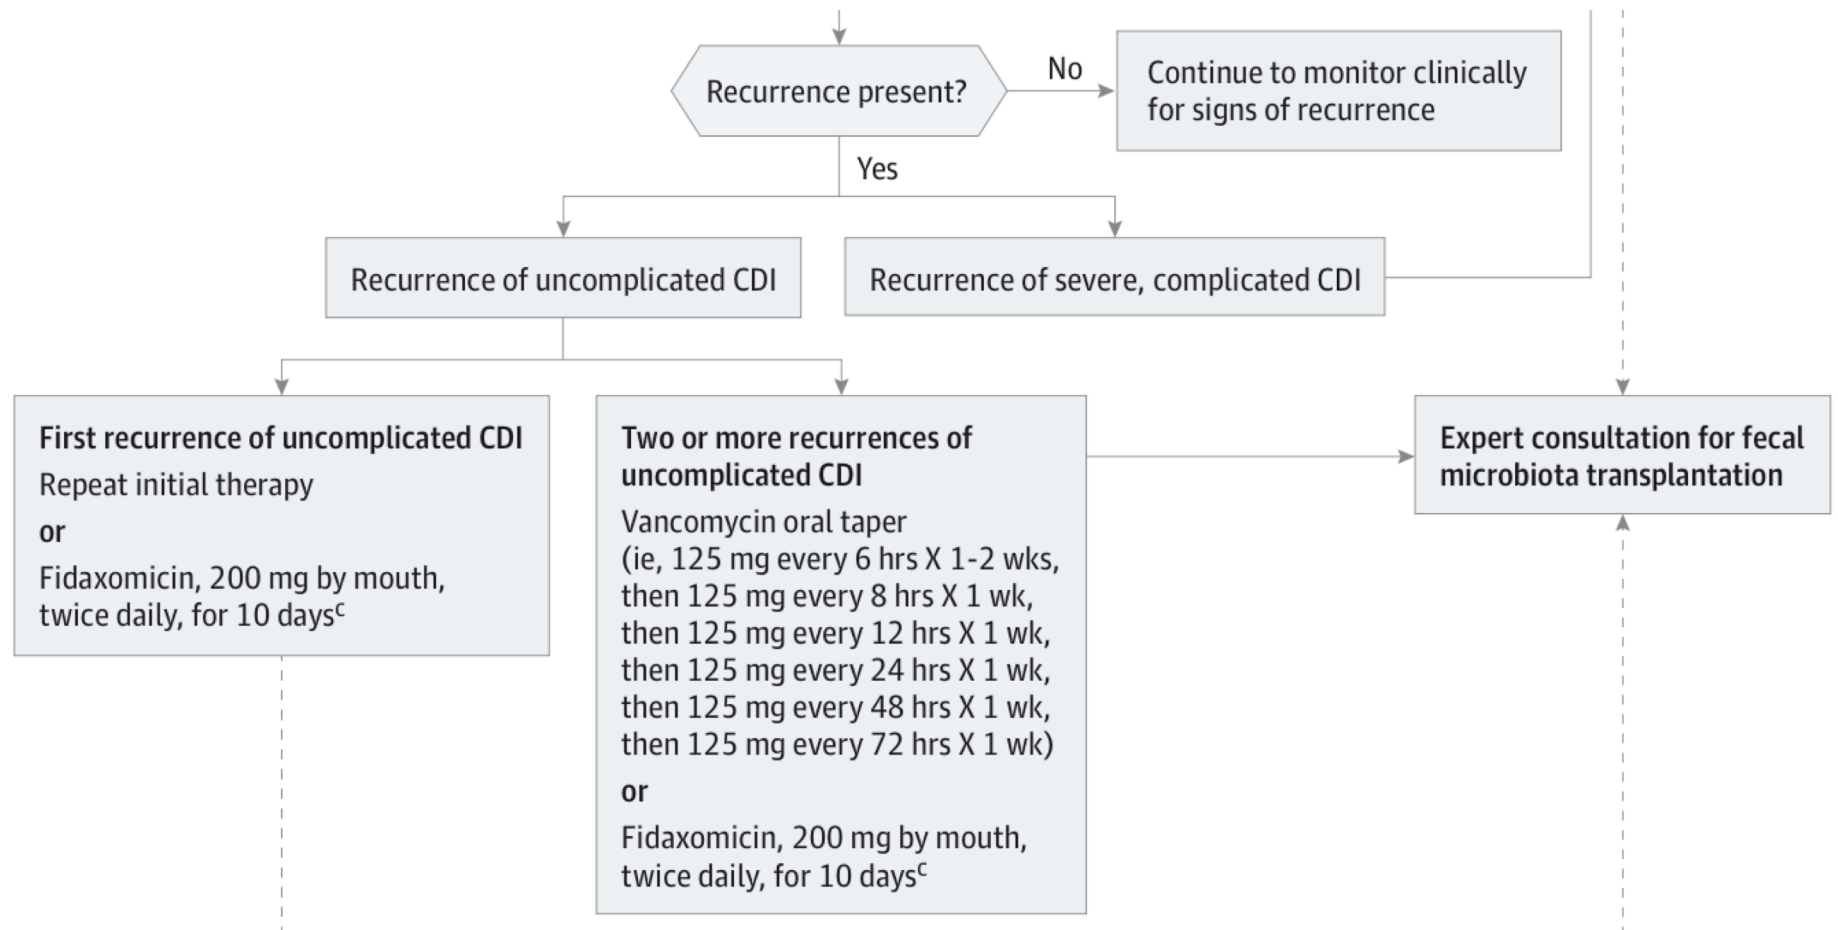 Recurrence present?
No
Continue to monitor clinically
for signs of recurrence
Yes
Recurrence of uncomplicated CDI
Recurrence of severe, complicated CDI
First recurrence of uncomplicated CDI
Repeat initial therapy
or
Fidaxomicin, 200 mg by mouth,
twice daily, for 10 daysᶜ
Two or more recurrences of
uncomplicated CDI
Vancomycin oral taper
(ie, 125 mg every 6 hrs X 1-2 wks,
then 125 mg every 8 hrs X 1 wk,
then 125 mg every 12 hrs X 1 wk,
then 125 mg every 24 hrs X 1 wk,
then 125 mg every 48 hrs X 1 wk,
then 125 mg every 72 hrs X 1 wk)
or
Fidaxomicin, 200 mg by mouth,
twice daily, for 10 daysᶜ
Expert consultation for fecal
microbiota transplantation